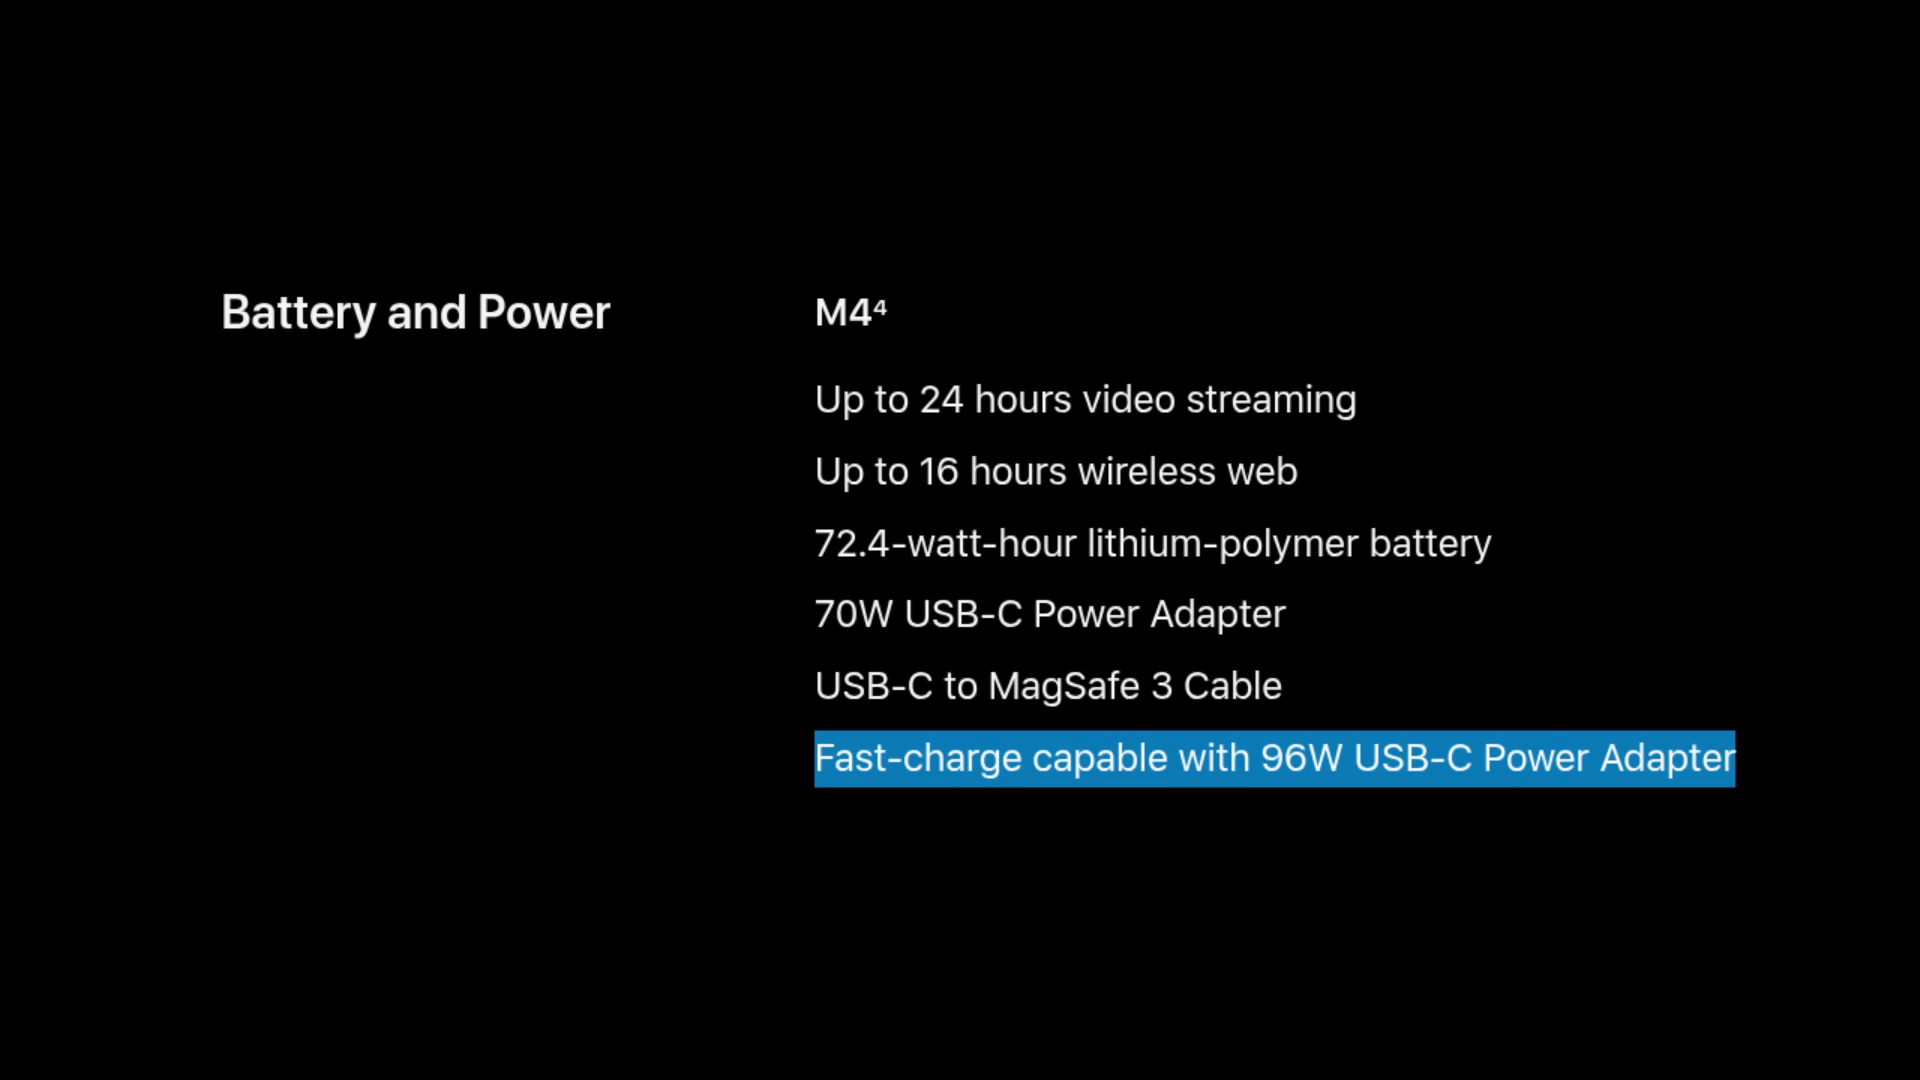 Battery and Power
M4⁴
Up to 24 hours video streaming
Up to 16 hours wireless web
72.4-watt-hour lithium-polymer battery
70W USB-C Power Adapter
USB-C to MagSafe 3 Cable
Fast-charge capable with 96W USB-C Power Adapter